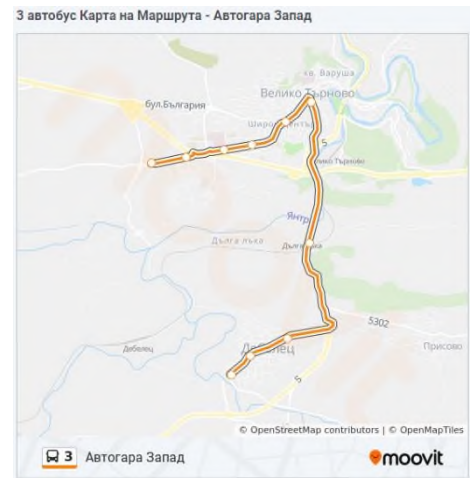 3 автобус Карта на Маршрута - Автогара Запад
кв. Варуша
Велико Търново
бул.България
5
Янтра
Дълга лъка
5302
Дебелец
Присово
Дебелец
5
© OpenStreetMap contributors | © OpenMapTiles
3 Автогара Запад
moovit